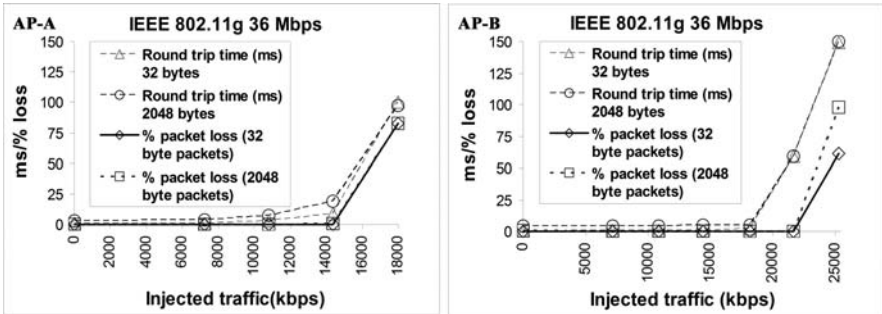 AP-A
IEEE 802.11g 36 Mbps
150
125
100
75
50
25
0
ms/% loss
Round trip time (ms)
32 bytes
Round trip time (ms)
2048 bytes
% packet loss (32
byte packets)
% packet loss (2048
byte packets)
0
2000
4000
6000
8000
10000
12000
14000
16000
18000
Injected traffic(kbps)
AP-B
IEEE 802.11g 36 Mbps
150
100
50
0
ms/% loss
Round trip time (ms)
32 bytes
Round trip time (ms)
2048 bytes
% packet loss (32
byte packets)
% packet loss (2048
byte packets)
0
5000
10000
15000
20000
25000
Injected traffic (kbps)